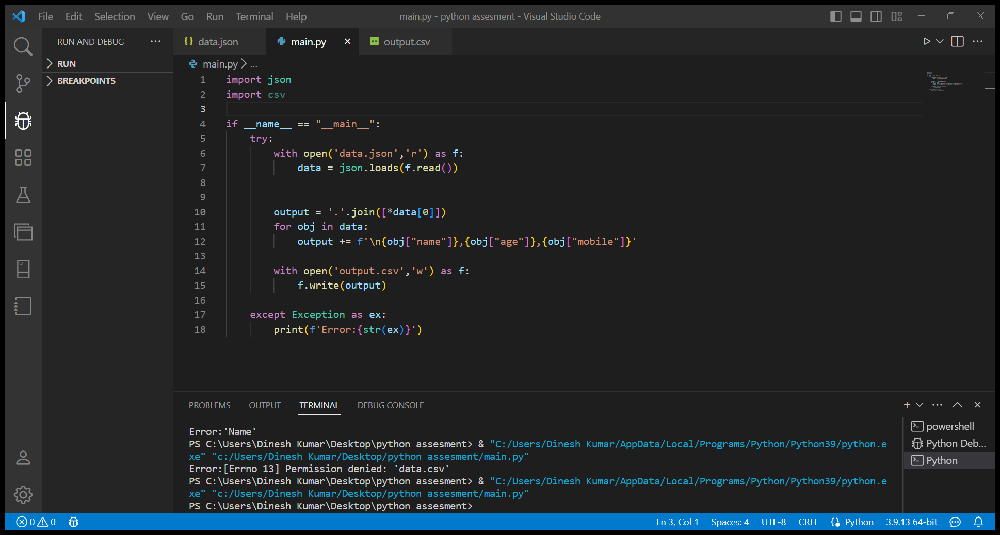 File Edit Selection View Go Run Terminal Help main.py - python assesment - Visual Studio Code
RUN AND DEBUG ...
RUN
BREAKPOINTS
{} data.json main.py × output.csv
main.py > ...
1 import json
2 import csv
3
4 if __name__ == "__main__":
5 try:
6 with open('data.json','r') as f:
7 data = json.loads(f.read())
8
9
10 output = '.'.join([*data[0]])
11 for obj in data:
12 output += f'\n{obj["name"]},{obj["age"]},{obj["mobile"]}'
13
14 with open('output.csv','w') as f:
15 f.write(output)
16
17 except Exception as ex:
18 print(f'Error:{str(ex)}')
PROBLEMS OUTPUT TERMINAL DEBUG CONSOLE
Error:'Name'
PS C:\Users\Dinesh Kumar\Desktop\python assesment> & "C:/Users/Dinesh Kumar/AppData/Local/Programs/Python/Python39/python.e
xe" "c:/Users/Dinesh Kumar/Desktop/python assesment/main.py"
Error:[Errno 13] Permission denied: 'data.csv'
PS C:\Users\Dinesh Kumar\Desktop\python assesment> & "C:/Users/Dinesh Kumar/AppData/Local/Programs/Python/Python39/python.e
xe" "c:/Users/Dinesh Kumar/Desktop/python assesment/main.py"
PS C:\Users\Dinesh Kumar\Desktop\python assesment>
powershell
Python Deb...
Python
0 0 Ln 3, Col 1 Spaces: 4 UTF-8 CRLF Python 3.9.13 64-bit